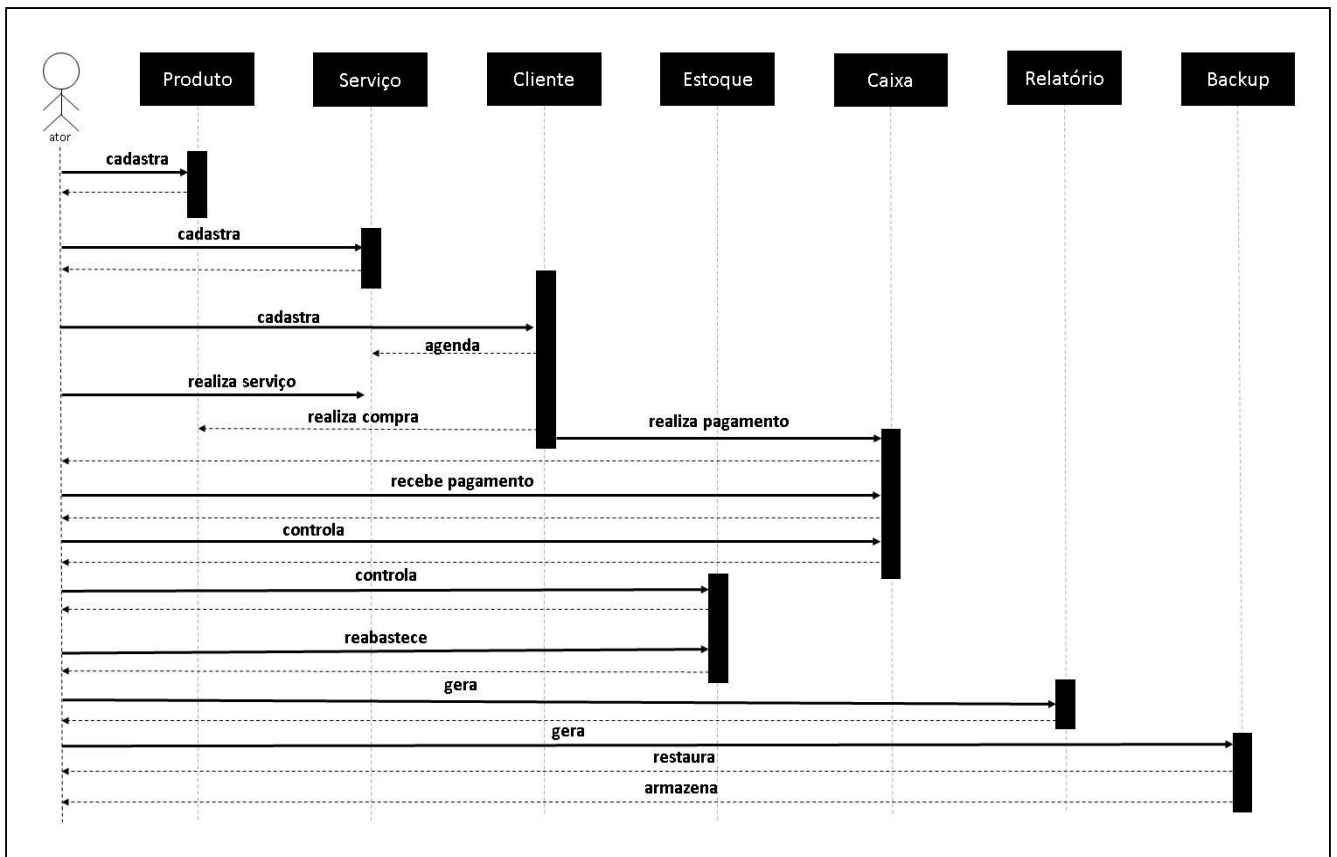 Produto
Serviço
Cliente
Estoque
Caixa
Relatório
Backup
ator
cadastra
cadastra
cadastra
agenda
realiza serviço
realiza compra
realiza pagamento
recebe pagamento
controla
controla
reabastece
gera
gera
restaura
armazena